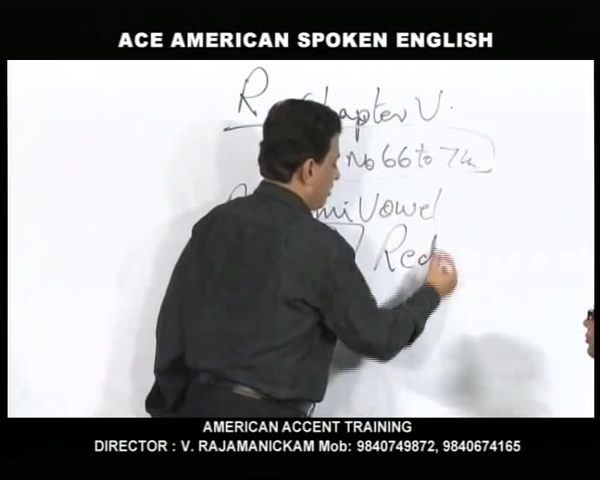 ACE AMERICAN SPOKEN ENGLISH
R Chapter V.
no 66 to 74
mi Vowel
Red
AMERICAN ACCENT TRAINING
DIRECTOR : V. RAJAMANICKAM Mob: 9840749872, 9840674165